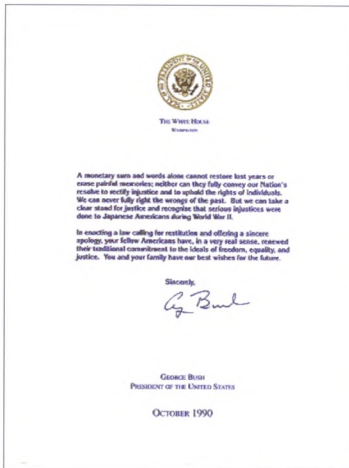 THE WHITE HOUSE
WASHINGTON
A monetary sum and words alone cannot restore lost years or
erase painful memories; neither can they fully convey our Nation's
resolve to rectify injustice and to uphold the rights of individuals.
We can never fully right the wrongs of the past. But we can take a
clear stand for justice and recognize that serious injustices were
done to Japanese Americans during World War II.
In enacting a law calling for restitution and offering a sincere
apology, your fellow Americans have, in a very real sense, renewed
their traditional commitment to the ideals of freedom, equality, and
justice. You and your family have our best wishes for the future.
Sincerely,
GEORGE BUSH
PRESIDENT OF THE UNITED STATES
OCTOBER 1990